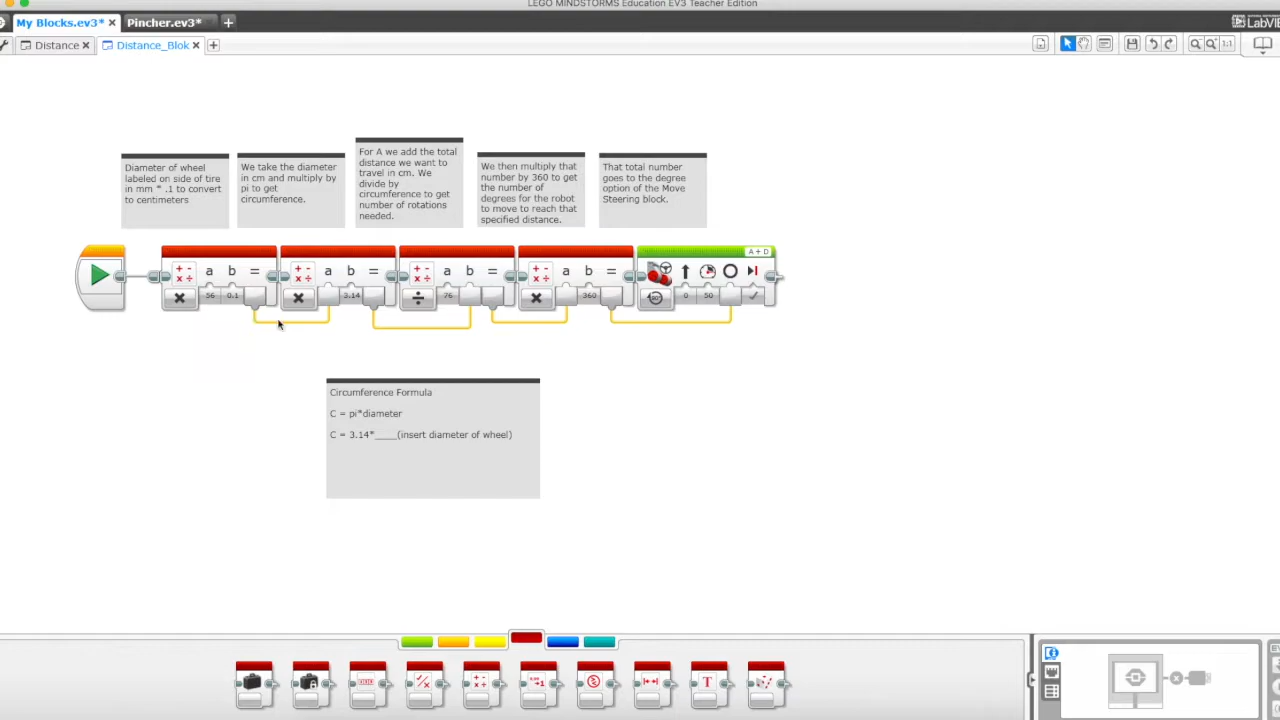 LEGO MINDSTORMS Education EV3 Teacher Edition
My Blocks.ev3* × Pincher.ev3* +
Distance × Distance_Blok × +
1:1
Diameter of wheel
labeled on side of tire
in mm * .1 to convert
to centimeters
We take the diameter
in cm and multiply by
pi to get
circumference.
For A we add the total
distance we want to
travel in cm. We
divide by
circumference to get
number of rotations
needed.
We then multiply that
number by 360 to get
the number of
degrees for the robot
to move to reach that
specified distance.
That total number
goes to the degree
option of the Move
Steering block.
A + D
a b = a b = a b = a b =
56 0.1 3.14 76 360 0 50
Circumference Formula
C = pi*diameter
C = 3.14*____(insert diameter of wheel)